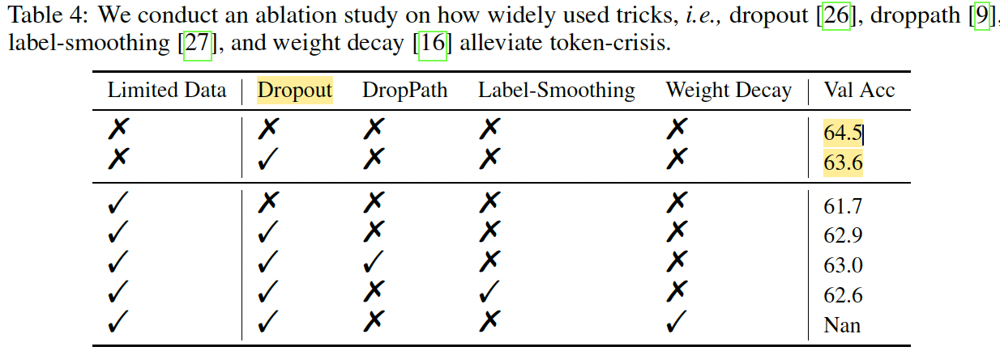 Table 4: We conduct an ablation study on how widely used tricks, i.e., dropout [26], droppath [9],
label-smoothing [27], and weight decay [16] alleviate token-crisis.
Limited Data Dropout DropPath Label-Smoothing Weight Decay Val Acc
✗ ✗ ✗ ✗ ✗ 64.5
✗ ✓ ✗ ✗ ✗ 63.6
✓ ✗ ✗ ✗ ✗ 61.7
✓ ✓ ✗ ✗ ✗ 62.9
✓ ✓ ✓ ✗ ✗ 63.0
✓ ✓ ✗ ✓ ✗ 62.6
✓ ✓ ✗ ✗ ✓ Nan